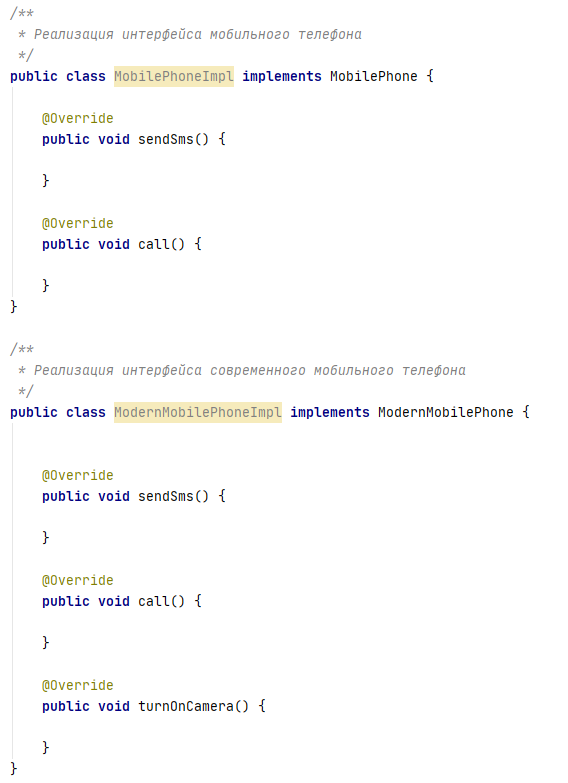 /**
 * Реализация интерфейса мобильного телефона
 */
public class MobilePhoneImpl implements MobilePhone {
    @Override
    public void sendSms() {
    }
    @Override
    public void call() {
    }
}
/**
 * Реализация интерфейса современного мобильного телефона
 */
public class ModernMobilePhoneImpl implements ModernMobilePhone {
    @Override
    public void sendSms() {
    }
    @Override
    public void call() {
    }
    @Override
    public void turnOnCamera() {
    }
}